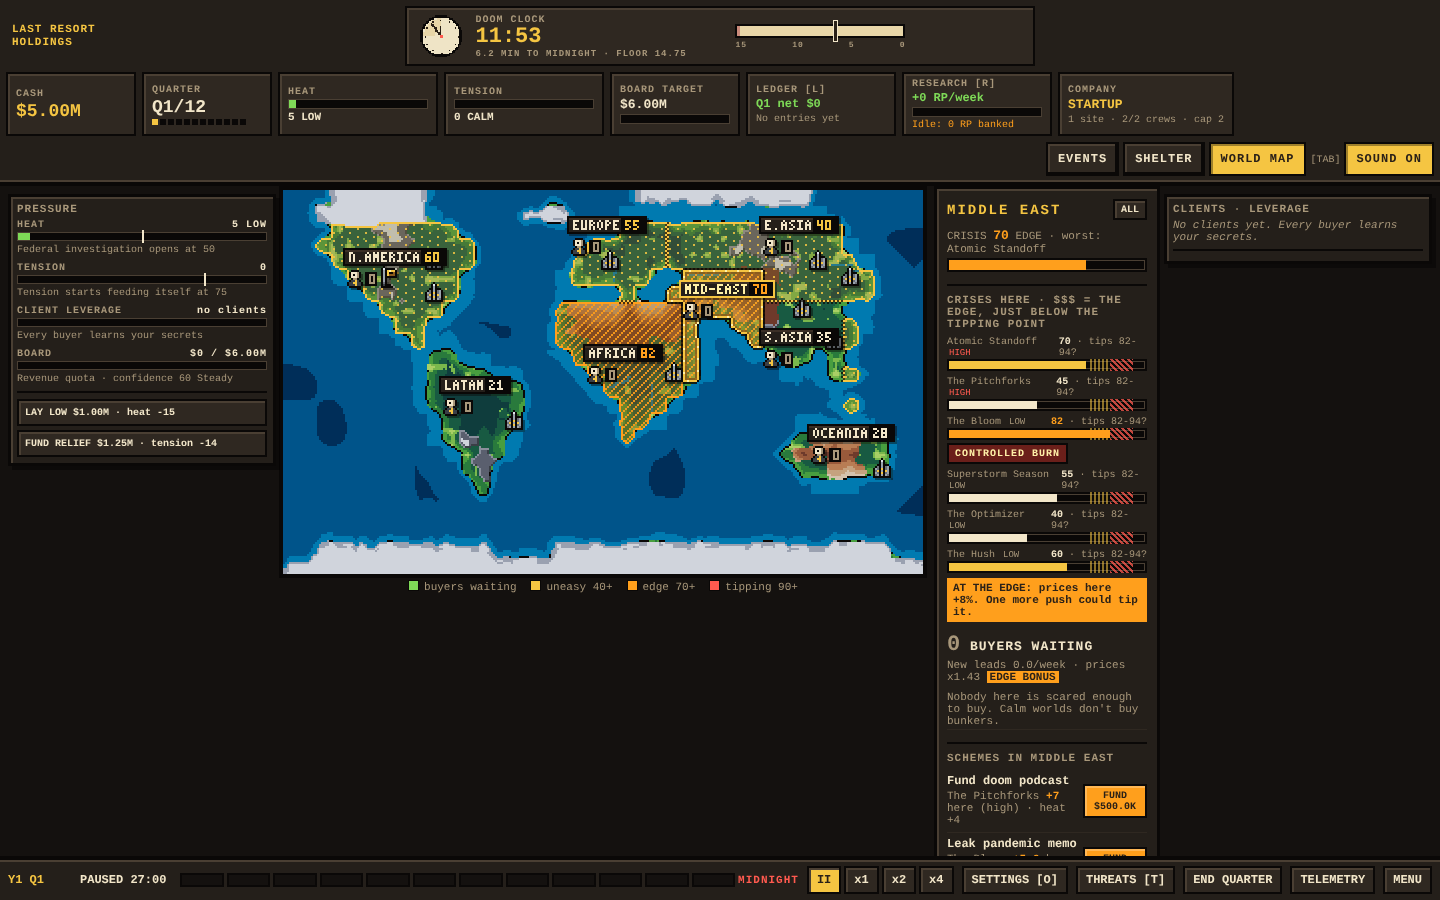 LAST RESORT
HOLDINGS
DOOM CLOCK
11:53
6.2 MIN TO MIDNIGHT · FLOOR 14.75
15 10 5 0
CASH
$5.00M
QUARTER
Q1/12
HEAT
5 LOW
TENSION
0 CALM
BOARD TARGET
$6.00M
LEDGER [L]
Q1 net $0
No entries yet
RESEARCH [R]
+0 RP/week
Idle: 0 RP banked
COMPANY
STARTUP
1 site · 2/2 crews · cap 2
EVENTS
SHELTER
WORLD MAP
[TAB]
SOUND ON
PRESSURE
HEAT 5 LOW
Federal investigation opens at 50
TENSION 0
Tension starts feeding itself at 75
CLIENT LEVERAGE no clients
Every buyer learns your secrets
BOARD $0 / $6.00M
Revenue quota · confidence 60 Steady
LAY LOW $1.00M · heat -15
FUND RELIEF $1.25M · tension -14
EUROPE 55
0
E.ASIA 40
0
N.AMERICA 60
0
MID-EAST 70
0
S.ASIA 35
0
AFRICA 82
0
LATAM 21
0
OCEANIA 28
0
buyers waiting
uneasy 40+
edge 70+
tipping 90+
MIDDLE EAST
ALL
CRISIS 70 EDGE · worst:
Atomic Standoff
CRISES HERE · $$$ = THE
EDGE, JUST BELOW THE
TIPPING POINT
Atomic Standoff 70 · tips 82-
HIGH 94?
The Pitchforks 45 · tips 82-
HIGH 94?
The Bloom LOW 82 · tips 82-94?
CONTROLLED BURN
Superstorm Season 55 · tips 82-
LOW 94?
The Optimizer 40 · tips 82-
LOW 94?
The Hush LOW 60 · tips 82-94?
AT THE EDGE: prices here
+8%. One more push could tip
it.
0 BUYERS WAITING
New leads 0.0/week · prices
x1.43 EDGE BONUS
Nobody here is scared enough
to buy. Calm worlds don't buy
bunkers.
SCHEMES IN MIDDLE EAST
Fund doom podcast
The Pitchforks +7
here (high) · heat
+4
FUND
$500.0K
Leak pandemic memo
CLIENTS · LEVERAGE
No clients yet. Every buyer learns
your secrets.
Y1 Q1
PAUSED 27:00
MIDNIGHT
II
x1
x2
x4
SETTINGS [O]
THREATS [T]
END QUARTER
TELEMETRY
MENU